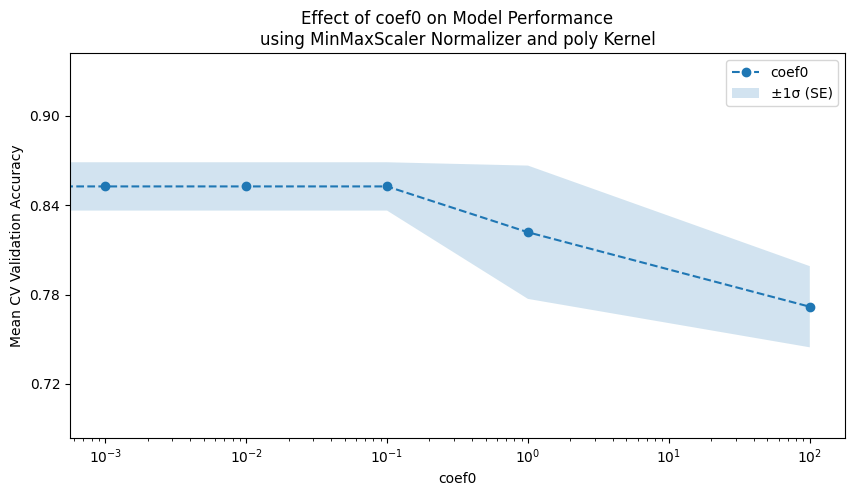 Effect of coef0 on Model Performance
using MinMaxScaler Normalizer and poly Kernel
coef0
±1σ (SE)
Mean CV Validation Accuracy
0.90
0.84
0.78
0.72
10⁻³
10⁻²
10⁻¹
10⁰
10¹
10²
coef0